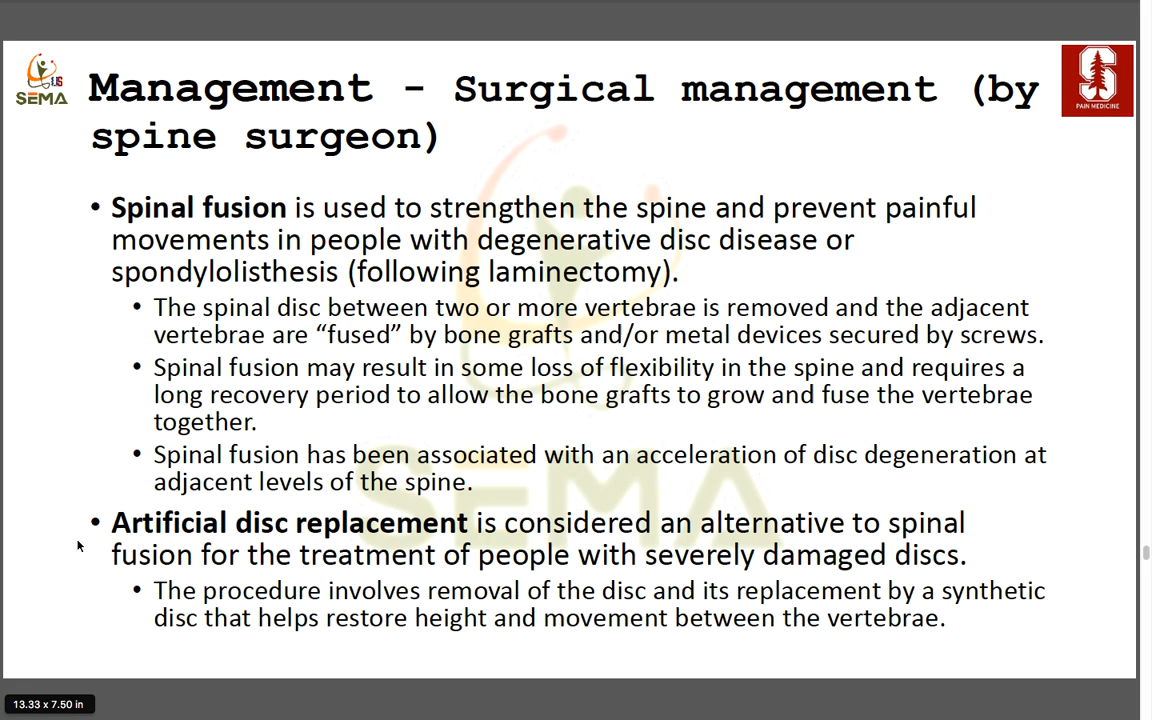 US
SEMA
Management - Surgical management (by
spine surgeon)
S
PAIN MEDICINE
• Spinal fusion is used to strengthen the spine and prevent painful
movements in people with degenerative disc disease or
spondylolisthesis (following laminectomy).
• The spinal disc between two or more vertebrae is removed and the adjacent
vertebrae are “fused” by bone grafts and/or metal devices secured by screws.
• Spinal fusion may result in some loss of flexibility in the spine and requires a
long recovery period to allow the bone grafts to grow and fuse the vertebrae
together.
• Spinal fusion has been associated with an acceleration of disc degeneration at
adjacent levels of the spine.
SEMA
• Artificial disc replacement is considered an alternative to spinal
fusion for the treatment of people with severely damaged discs.
• The procedure involves removal of the disc and its replacement by a synthetic
disc that helps restore height and movement between the vertebrae.
13.33 x 7.50 in